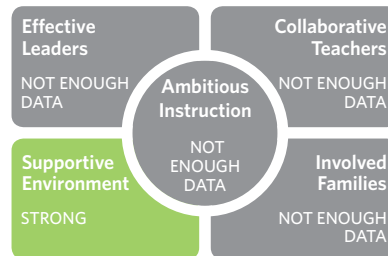 Effective
Leaders
NOT ENOUGH
DATA
Collaborative
Teachers
NOT ENOUGH
DATA
Ambitious
Instruction
NOT
ENOUGH
DATA
Supportive
Environment
STRONG
Involved
Families
NOT ENOUGH
DATA